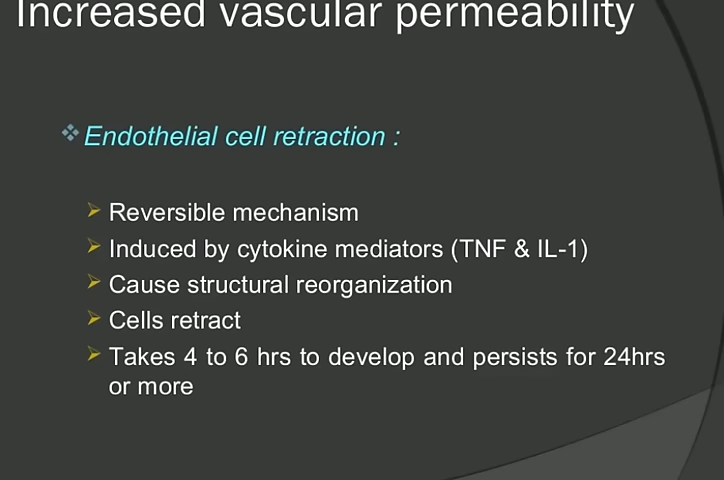 Increased vascular permeability
Endothelial cell retraction :
Reversible mechanism
Induced by cytokine mediators (TNF & IL-1)
Cause structural reorganization
Cells retract
Takes 4 to 6 hrs to develop and persists for 24hrs
or more